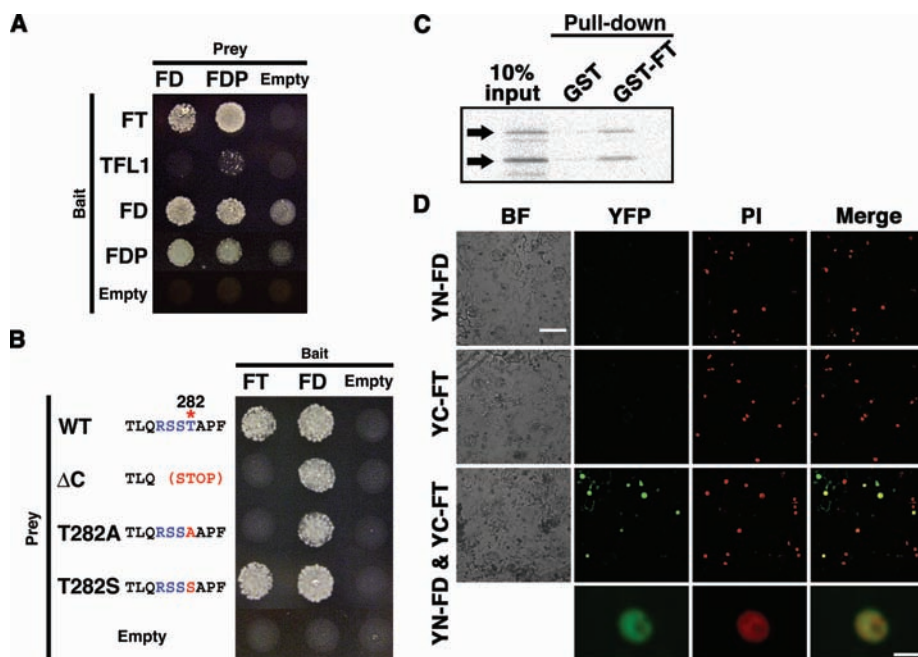 A
Prey
FD FDP Empty
Bait
FT
TFL1
FD
FDP
Empty
B
Bait
FT FD Empty
Prey
282
*
WT TLQRSSTAPF
ΔC TLQ (STOP)
T282A TLQRSSAAPF
T282S TLQRSSSAPF
Empty
C
Pull-down
10% input
GST
GST-FT
D
BF YFP PI Merge
YN-FD
YC-FT
YN-FD & YC-FT